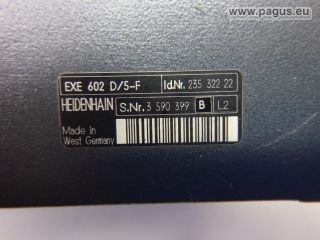 www.pagus.eu
EXE 602 D/5-F Id.Nr. 235 322 22
HEIDENHAIN S.Nr. 3 590 399 B L2
Made in
West Germany